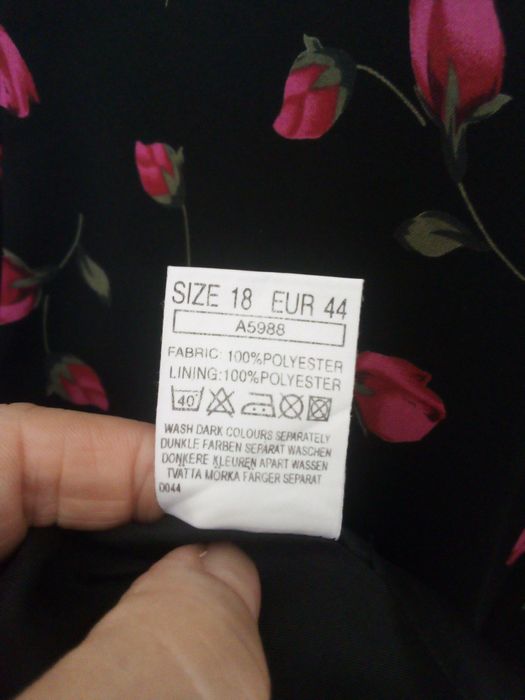 SIZE 18 EUR 44
A5988
FABRIC: 100%POLYESTER
LINING:100%POLYESTER
40°
WASH DARK COLOURS SEPARATELY
DUNKLE FARBEN SEPARAT WASCHEN
DONKERE KLEUREN APART WASSEN
TVÄTTA MÖRKA FÄRGER SEPARAT
0044